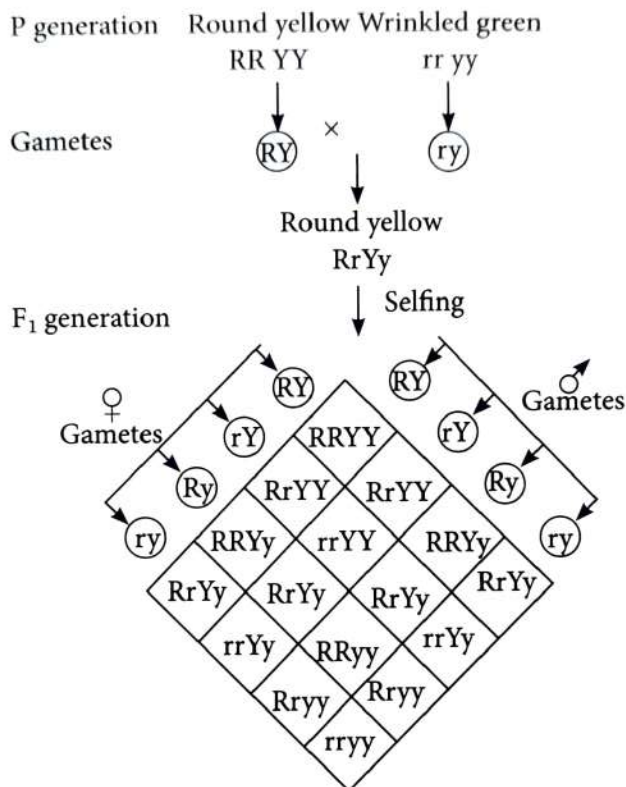 P generation Round yellow Wrinkled green
RR YY rr yy
Gametes RY × ry
Round yellow
RrYy
Selfing
F₁ generation
♀ RY RY ♂
Gametes rY rY Gametes
Ry Ry
ry ry
RRYY
RrYY RrYY
RRYy rrYY RRYy
RrYy RrYy RrYy RrYy
rrYy RRyy rrYy
Rryy Rryy
rryy